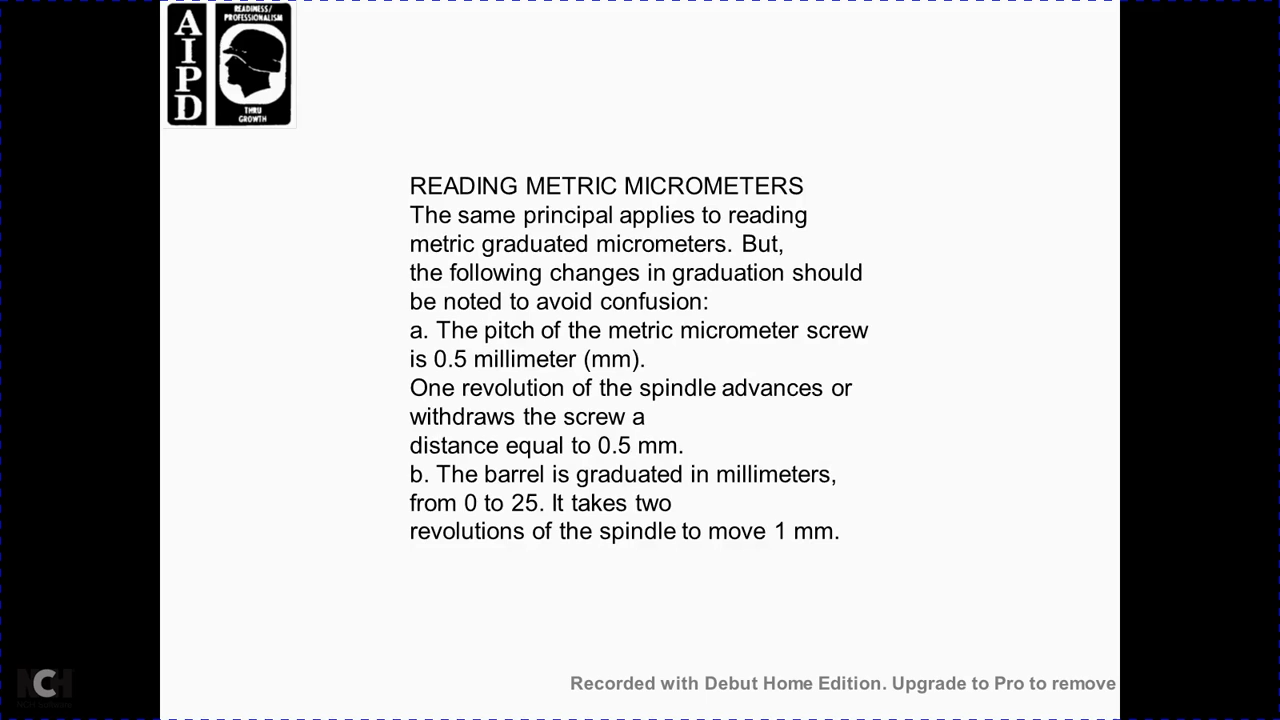 AIPD
READINESS/
PROFESSIONALISM
THRU
GROWTH
READING METRIC MICROMETERS
The same principal applies to reading
metric graduated micrometers. But,
the following changes in graduation should
be noted to avoid confusion:
a. The pitch of the metric micrometer screw
is 0.5 millimeter (mm).
One revolution of the spindle advances or
withdraws the screw a
distance equal to 0.5 mm.
b. The barrel is graduated in millimeters,
from 0 to 25. It takes two
revolutions of the spindle to move 1 mm.
Recorded with Debut Home Edition. Upgrade to Pro to remove
NCH